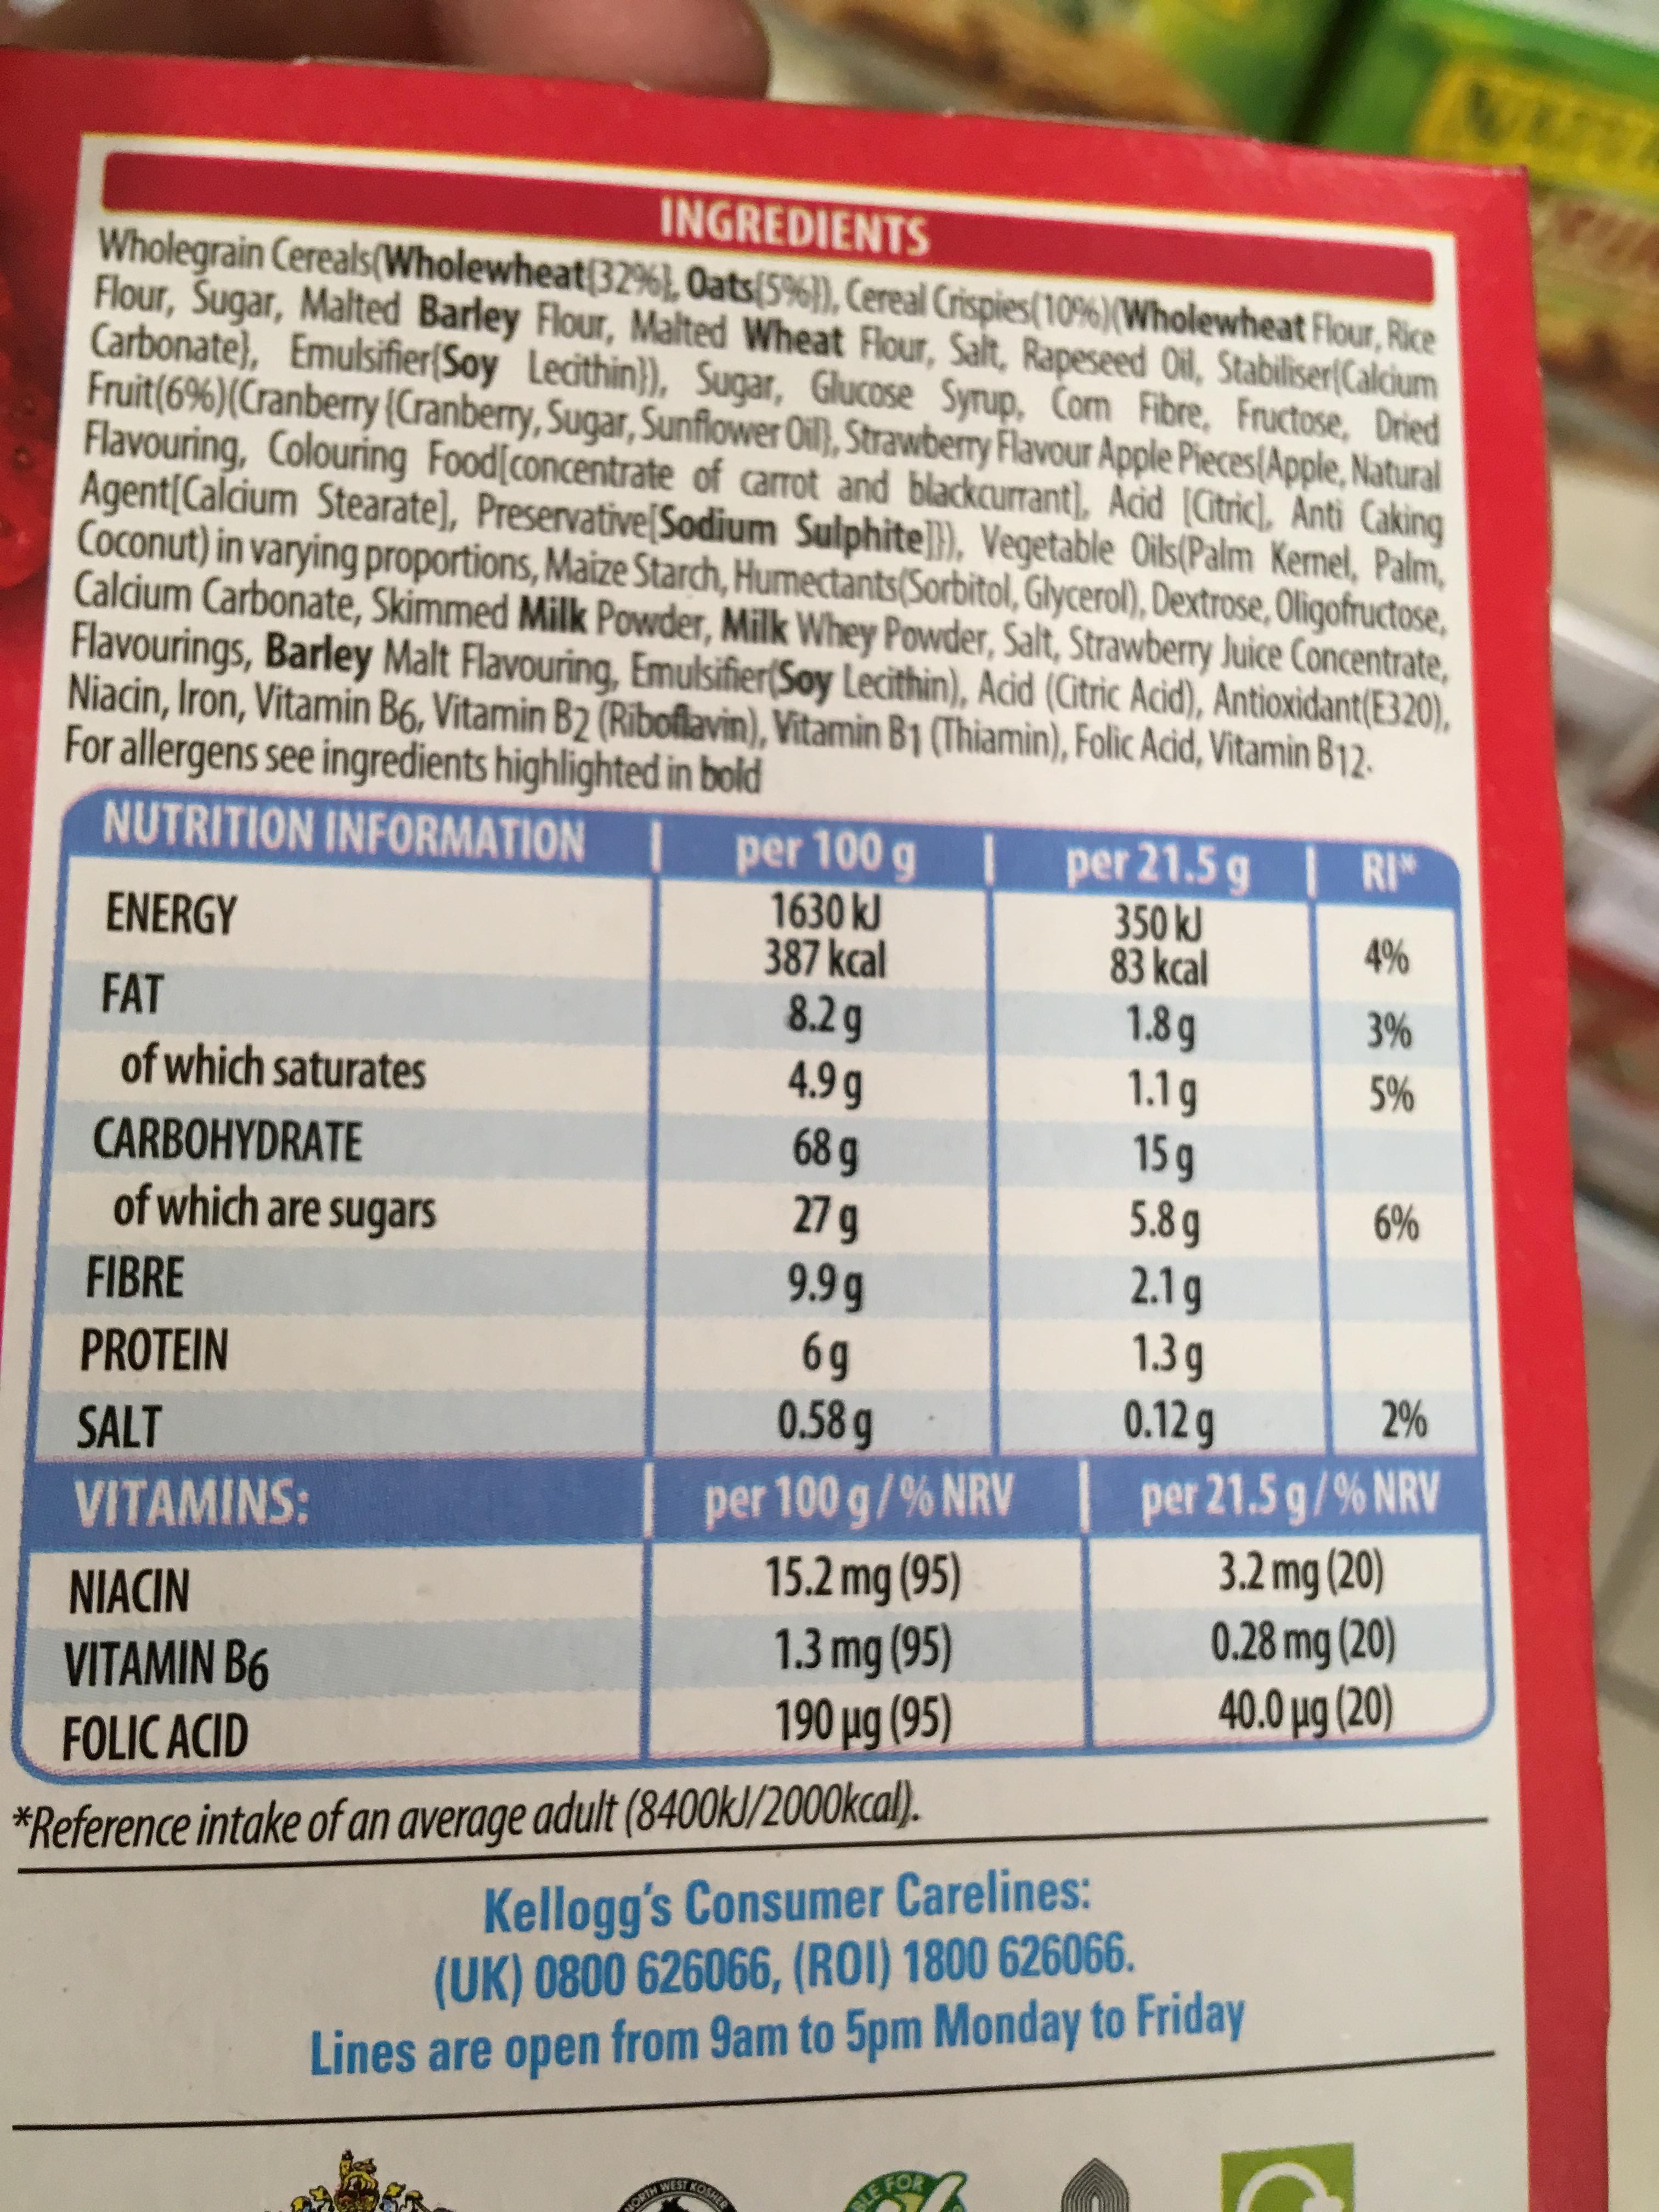 INGREDIENTS
Wholegrain Cereals(Wholewheat{32%}, Oats{5%}), Cereal Crispies(10%)(Wholewheat Flour, Rice
Flour, Sugar, Malted Barley Flour, Malted Wheat Flour, Salt, Rapeseed Oil, Stabiliser{Calcium
Carbonate}, Emulsifier{Soy Lecithin}), Sugar, Glucose Syrup, Corn Fibre, Fructose, Dried
Fruit(6%)(Cranberry {Cranberry, Sugar, Sunflower Oil}, Strawberry Flavour Apple Pieces{Apple, Natural
Flavouring, Colouring Food[concentrate of carrot and blackcurrant], Acid [Citric], Anti Caking
Agent[Calcium Stearate], Preservative[Sodium Sulphite]}), Vegetable Oils(Palm Kernel, Palm,
Coconut) in varying proportions, Maize Starch, Humectants(Sorbitol, Glycerol), Dextrose, Oligofructose,
Calcium Carbonate, Skimmed Milk Powder, Milk Whey Powder, Salt, Strawberry Juice Concentrate,
Flavourings, Barley Malt Flavouring, Emulsifier(Soy Lecithin), Acid (Citric Acid), Antioxidant(E320),
Niacin, Iron, Vitamin B6, Vitamin B2 (Riboflavin), Vitamin B1 (Thiamin), Folic Acid, Vitamin B12.
For allergens see ingredients highlighted in bold
NUTRITION INFORMATION | per 100 g | per 21.5 g | RI*
ENERGY 1630 kJ 350 kJ
387 kcal 83 kcal 4%
FAT 8.2 g 1.8 g 3%
of which saturates 4.9 g 1.1 g 5%
CARBOHYDRATE 68 g 15 g
of which are sugars 27 g 5.8 g 6%
FIBRE 9.9 g 2.1 g
PROTEIN 6 g 1.3 g
SALT 0.58 g 0.12 g 2%
VITAMINS: | per 100 g / % NRV | per 21.5 g / % NRV
NIACIN 15.2 mg (95) 3.2 mg (20)
VITAMIN B6 1.3 mg (95) 0.28 mg (20)
FOLIC ACID 190 µg (95) 40.0 µg (20)
*Reference intake of an average adult (8400kJ/2000kcal).
Kellogg's Consumer Carelines:
(UK) 0800 626066, (ROI) 1800 626066.
Lines are open from 9am to 5pm Monday to Friday
NORTH WEST KOSHER
FOR